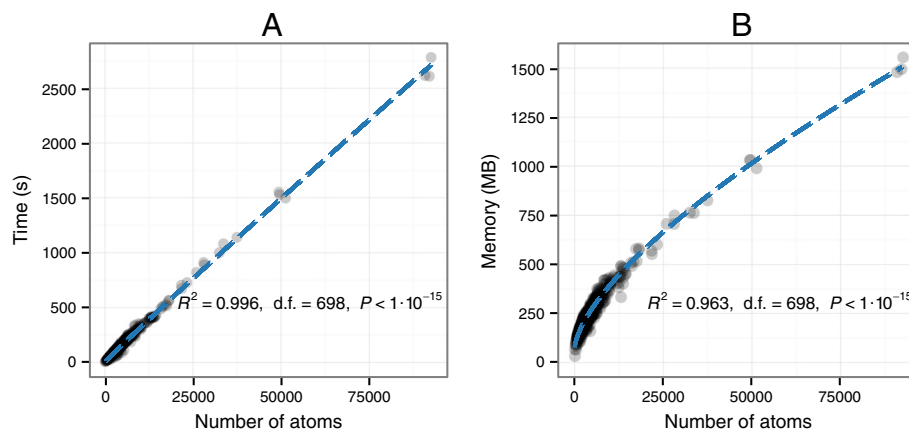 A
2500
2000
1500
1000
500
0
Time (s)
R² = 0.996, d.f. = 698, P < 1·10⁻¹⁵
0 25000 50000 75000
Number of atoms
B
1500
1250
1000
750
500
250
0
Memory (MB)
R² = 0.963, d.f. = 698, P < 1·10⁻¹⁵
0 25000 50000 75000
Number of atoms